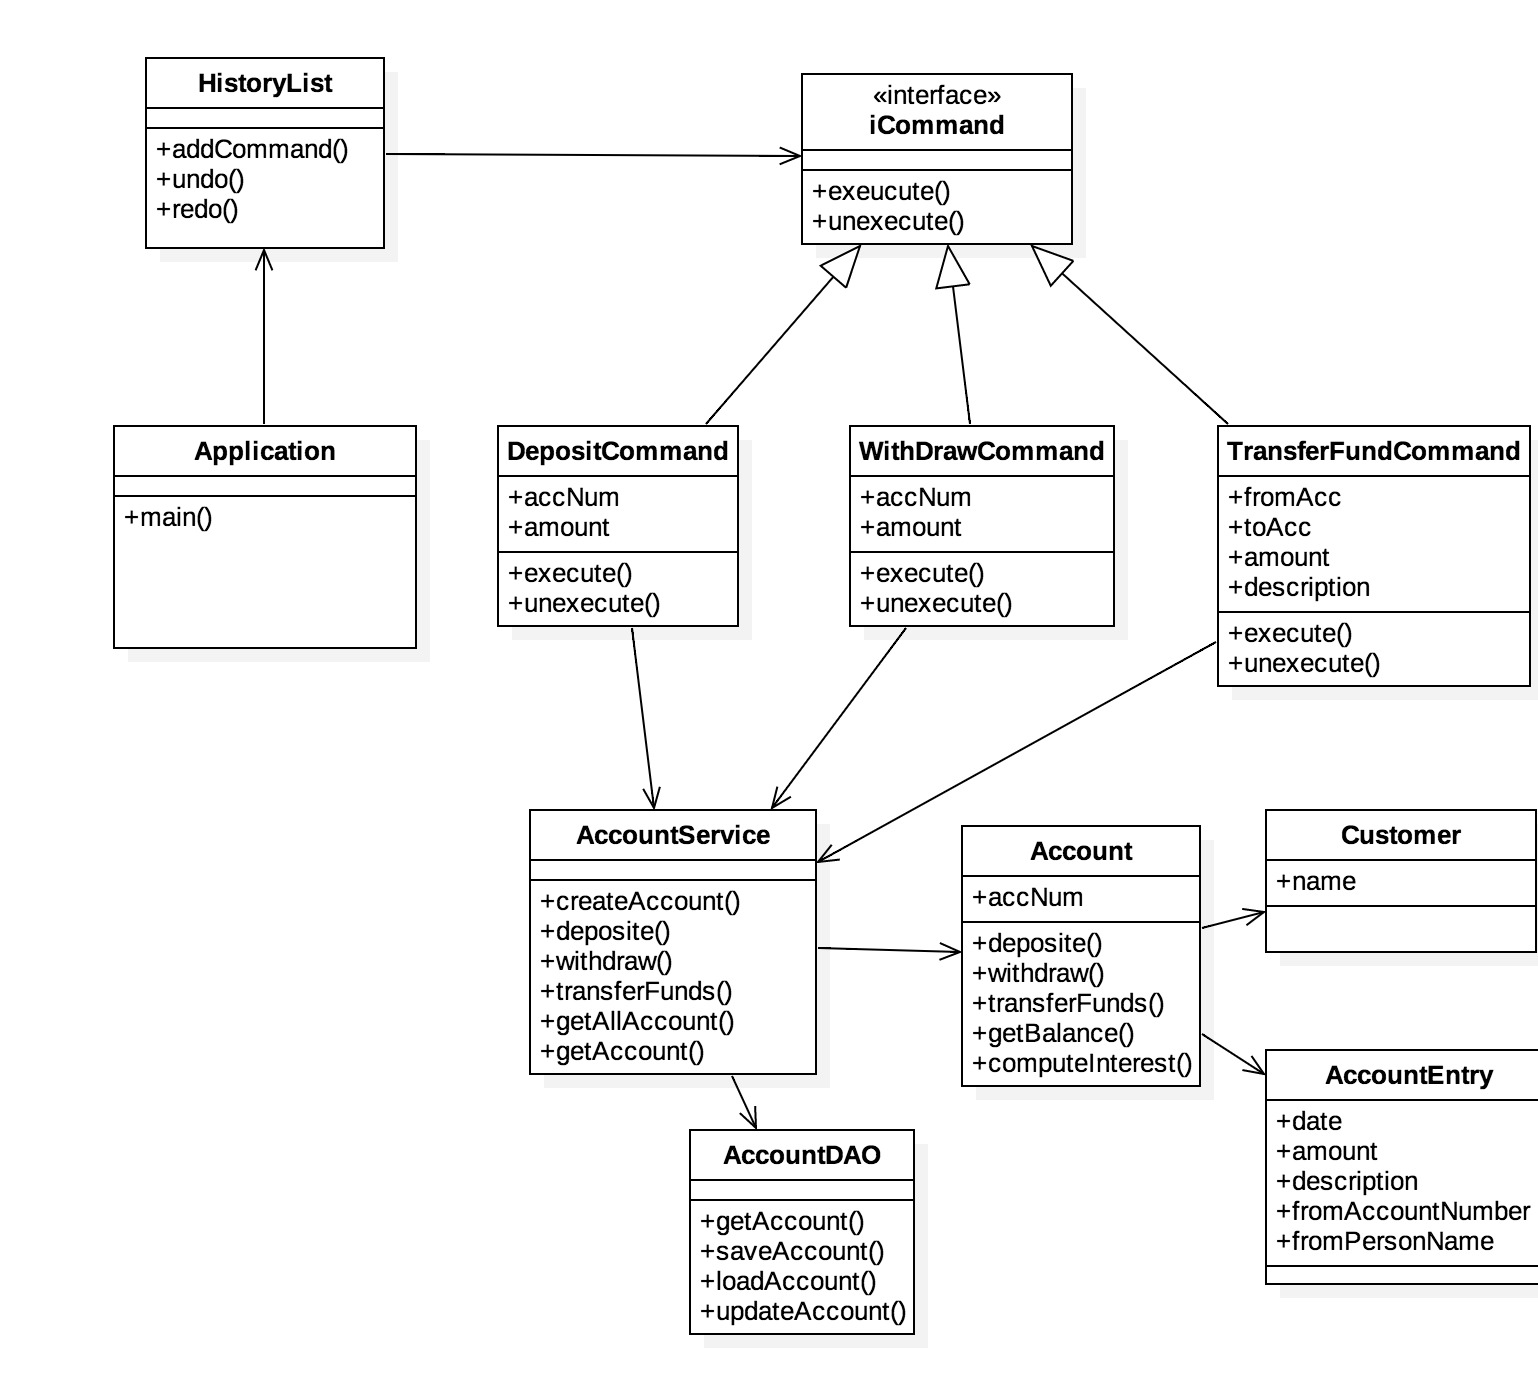 HistoryList
+addCommand()
+undo()
+redo()
«interface»
iCommand
+exeucute()
+unexecute()
Application
+main()
DepositCommand
+accNum
+amount
+execute()
+unexecute()
WithDrawCommand
+accNum
+amount
+execute()
+unexecute()
TransferFundCommand
+fromAcc
+toAcc
+amount
+description
+execute()
+unexecute()
AccountService
+createAccount()
+deposite()
+withdraw()
+transferFunds()
+getAllAccount()
+getAccount()
Account
+accNum
+deposite()
+withdraw()
+transferFunds()
+getBalance()
+computeInterest()
Customer
+name
AccountEntry
+date
+amount
+description
+fromAccountNumber
+fromPersonName
AccountDAO
+getAccount()
+saveAccount()
+loadAccount()
+updateAccount()